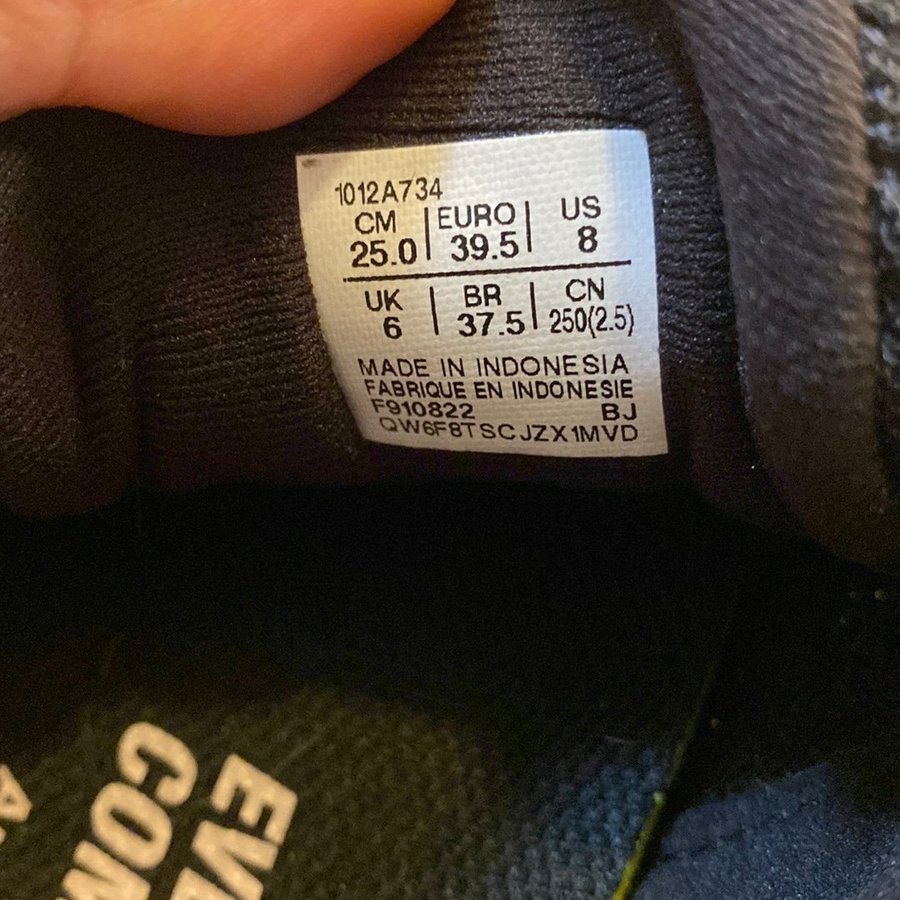 1012A734
CM | EURO | US
25.0 | 39.5 | 8
UK | BR | CN
6 | 37.5 | 250(2.5)
MADE IN INDONESIA
FABRIQUE EN INDONESIE
F910822 BJ
QW6F8TSCJZX1MVD